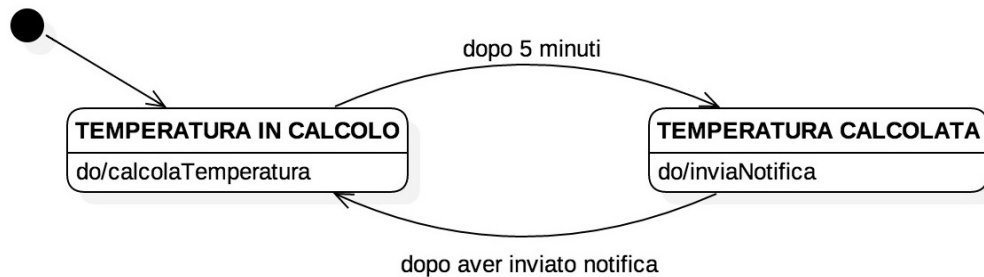 dopo 5 minuti
TEMPERATURA IN CALCOLO
do/calcolaTemperatura
TEMPERATURA CALCOLATA
do/inviaNotifica
dopo aver inviato notifica